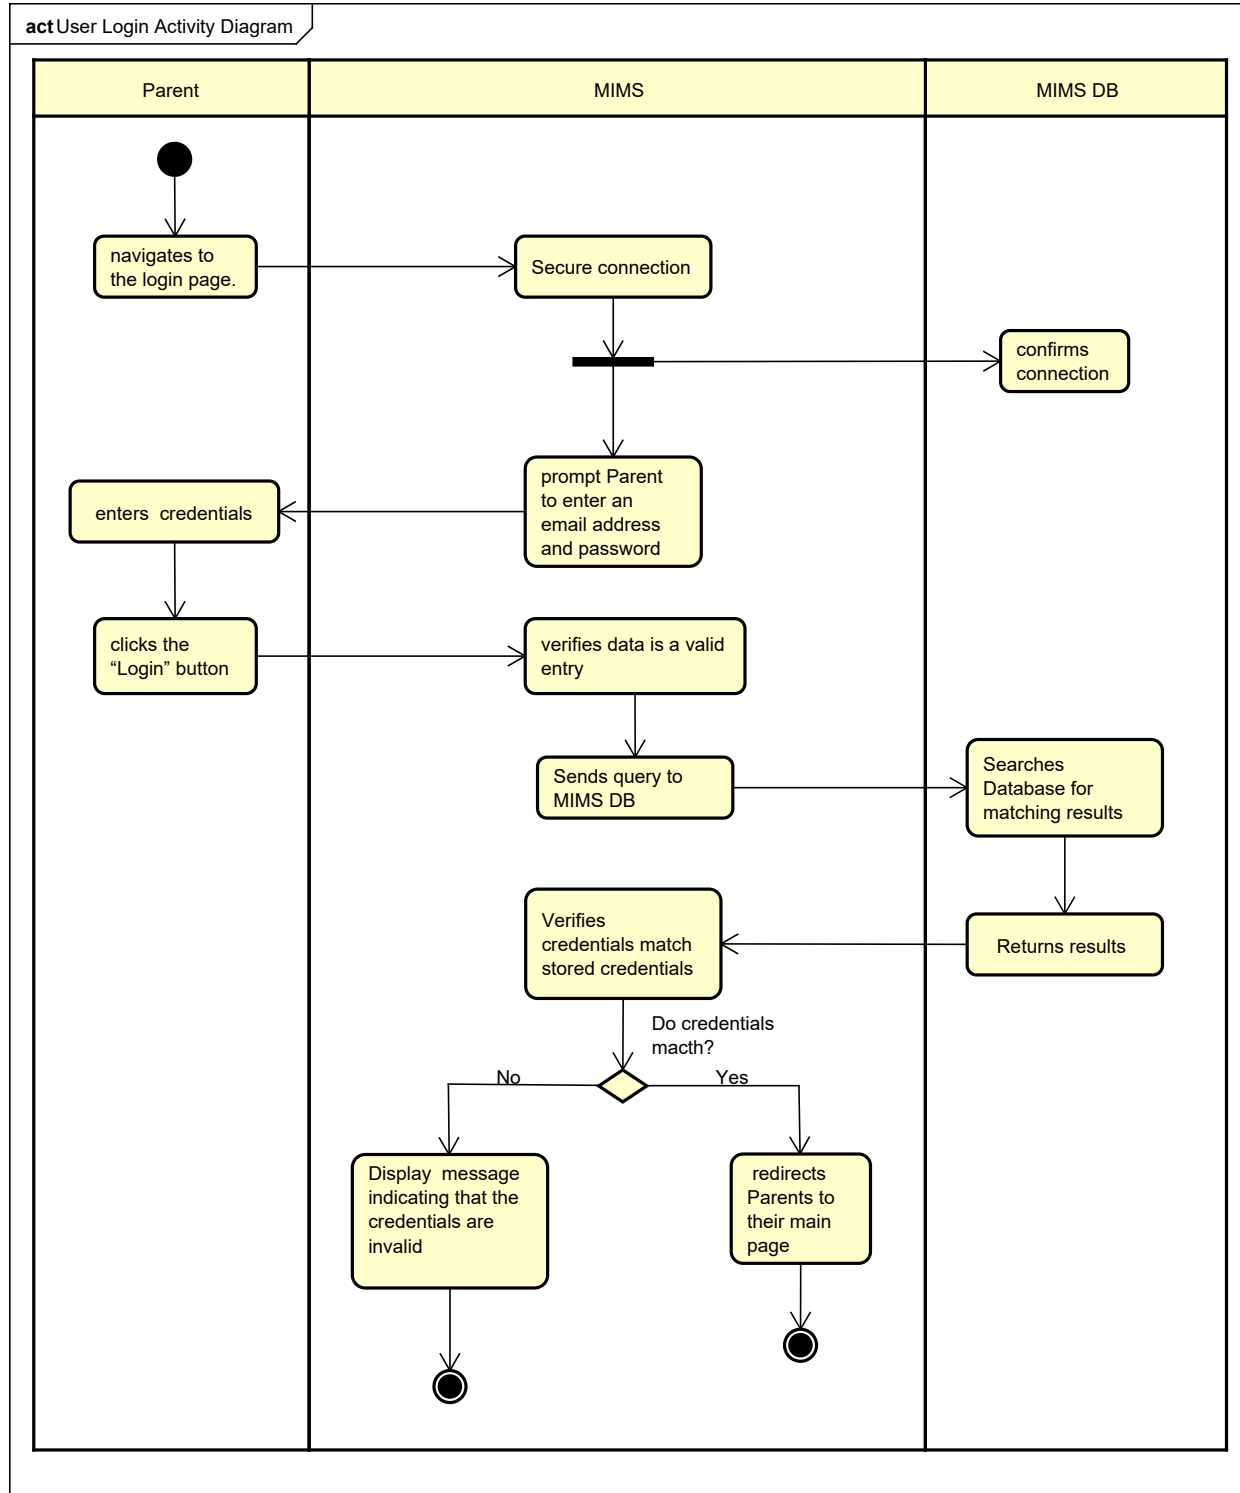 act User Login Activity Diagram
Parent
MIMS
MIMS DB
navigates to
the login page.
Secure connection
confirms
connection
prompt Parent
to enter an
email address
and password
enters  credentials
clicks the
“Login” button
verifies data is a valid
entry
Sends query to
MIMS DB
Searches
Database for
matching results
Returns results
Verifies
credentials match
stored credentials
Do credentials
macth?
No
Yes
Display  message
indicating that the
credentials are
invalid
redirects
Parents to
their main
page